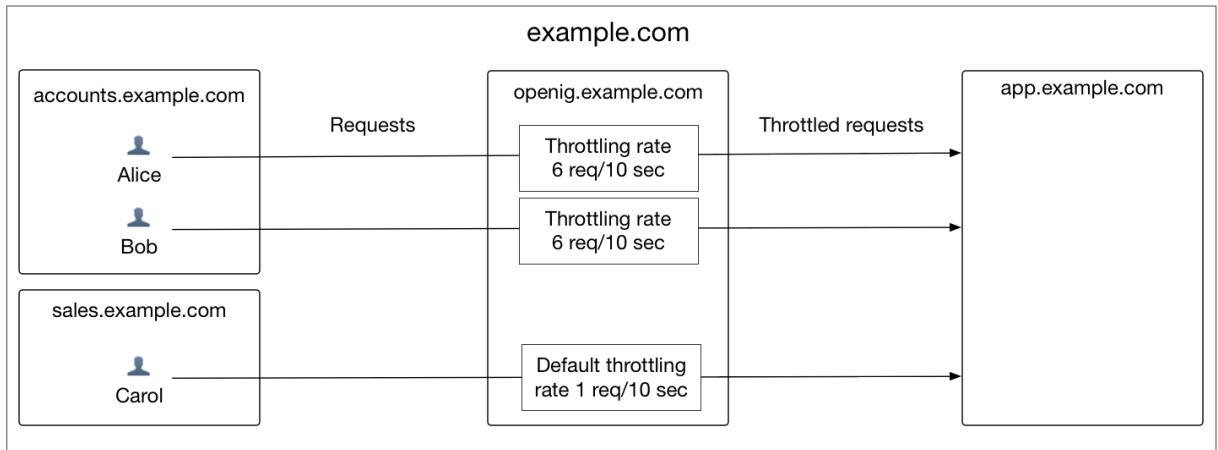 example.com
accounts.example.com
Alice
Bob
sales.example.com
Carol
Requests
openig.example.com
Throttling rate
6 req/10 sec
Throttling rate
6 req/10 sec
Default throttling
rate 1 req/10 sec
Throttled requests
app.example.com